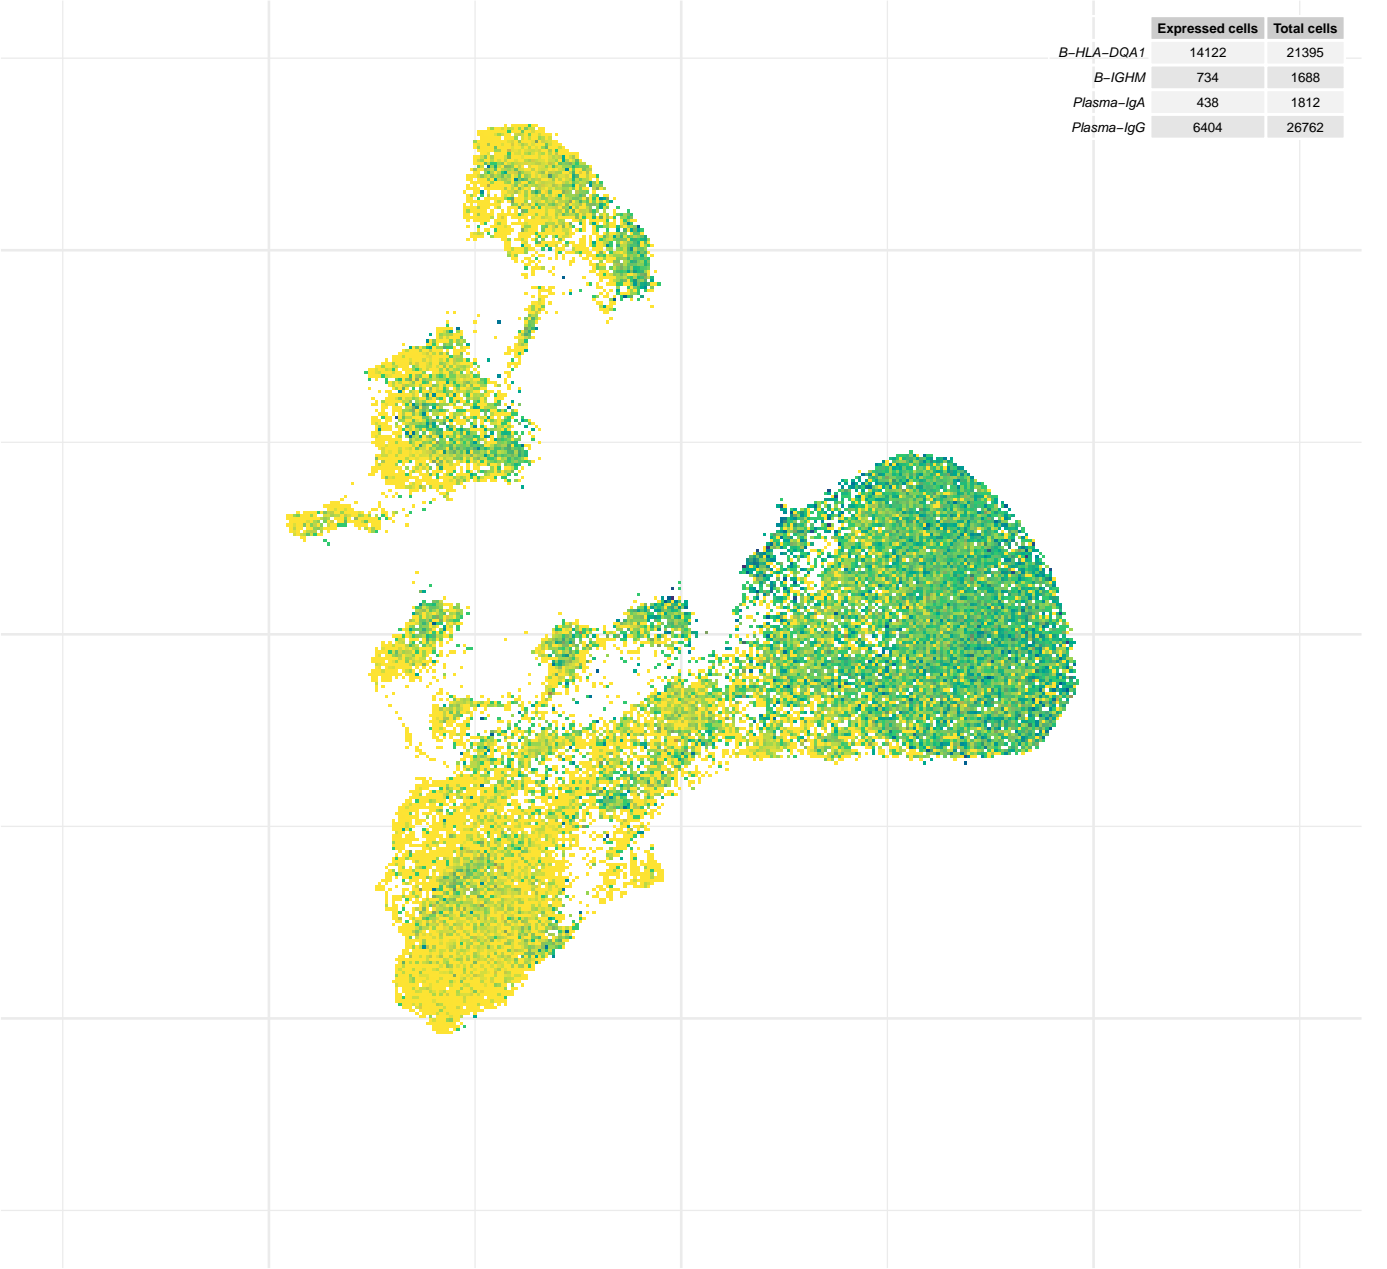 Expressed cells Total cells
B−HLA−DQA1 14122 21395
B−IGHM 734 1688
Plasma−IgA 438 1812
Plasma−IgG 6404 26762